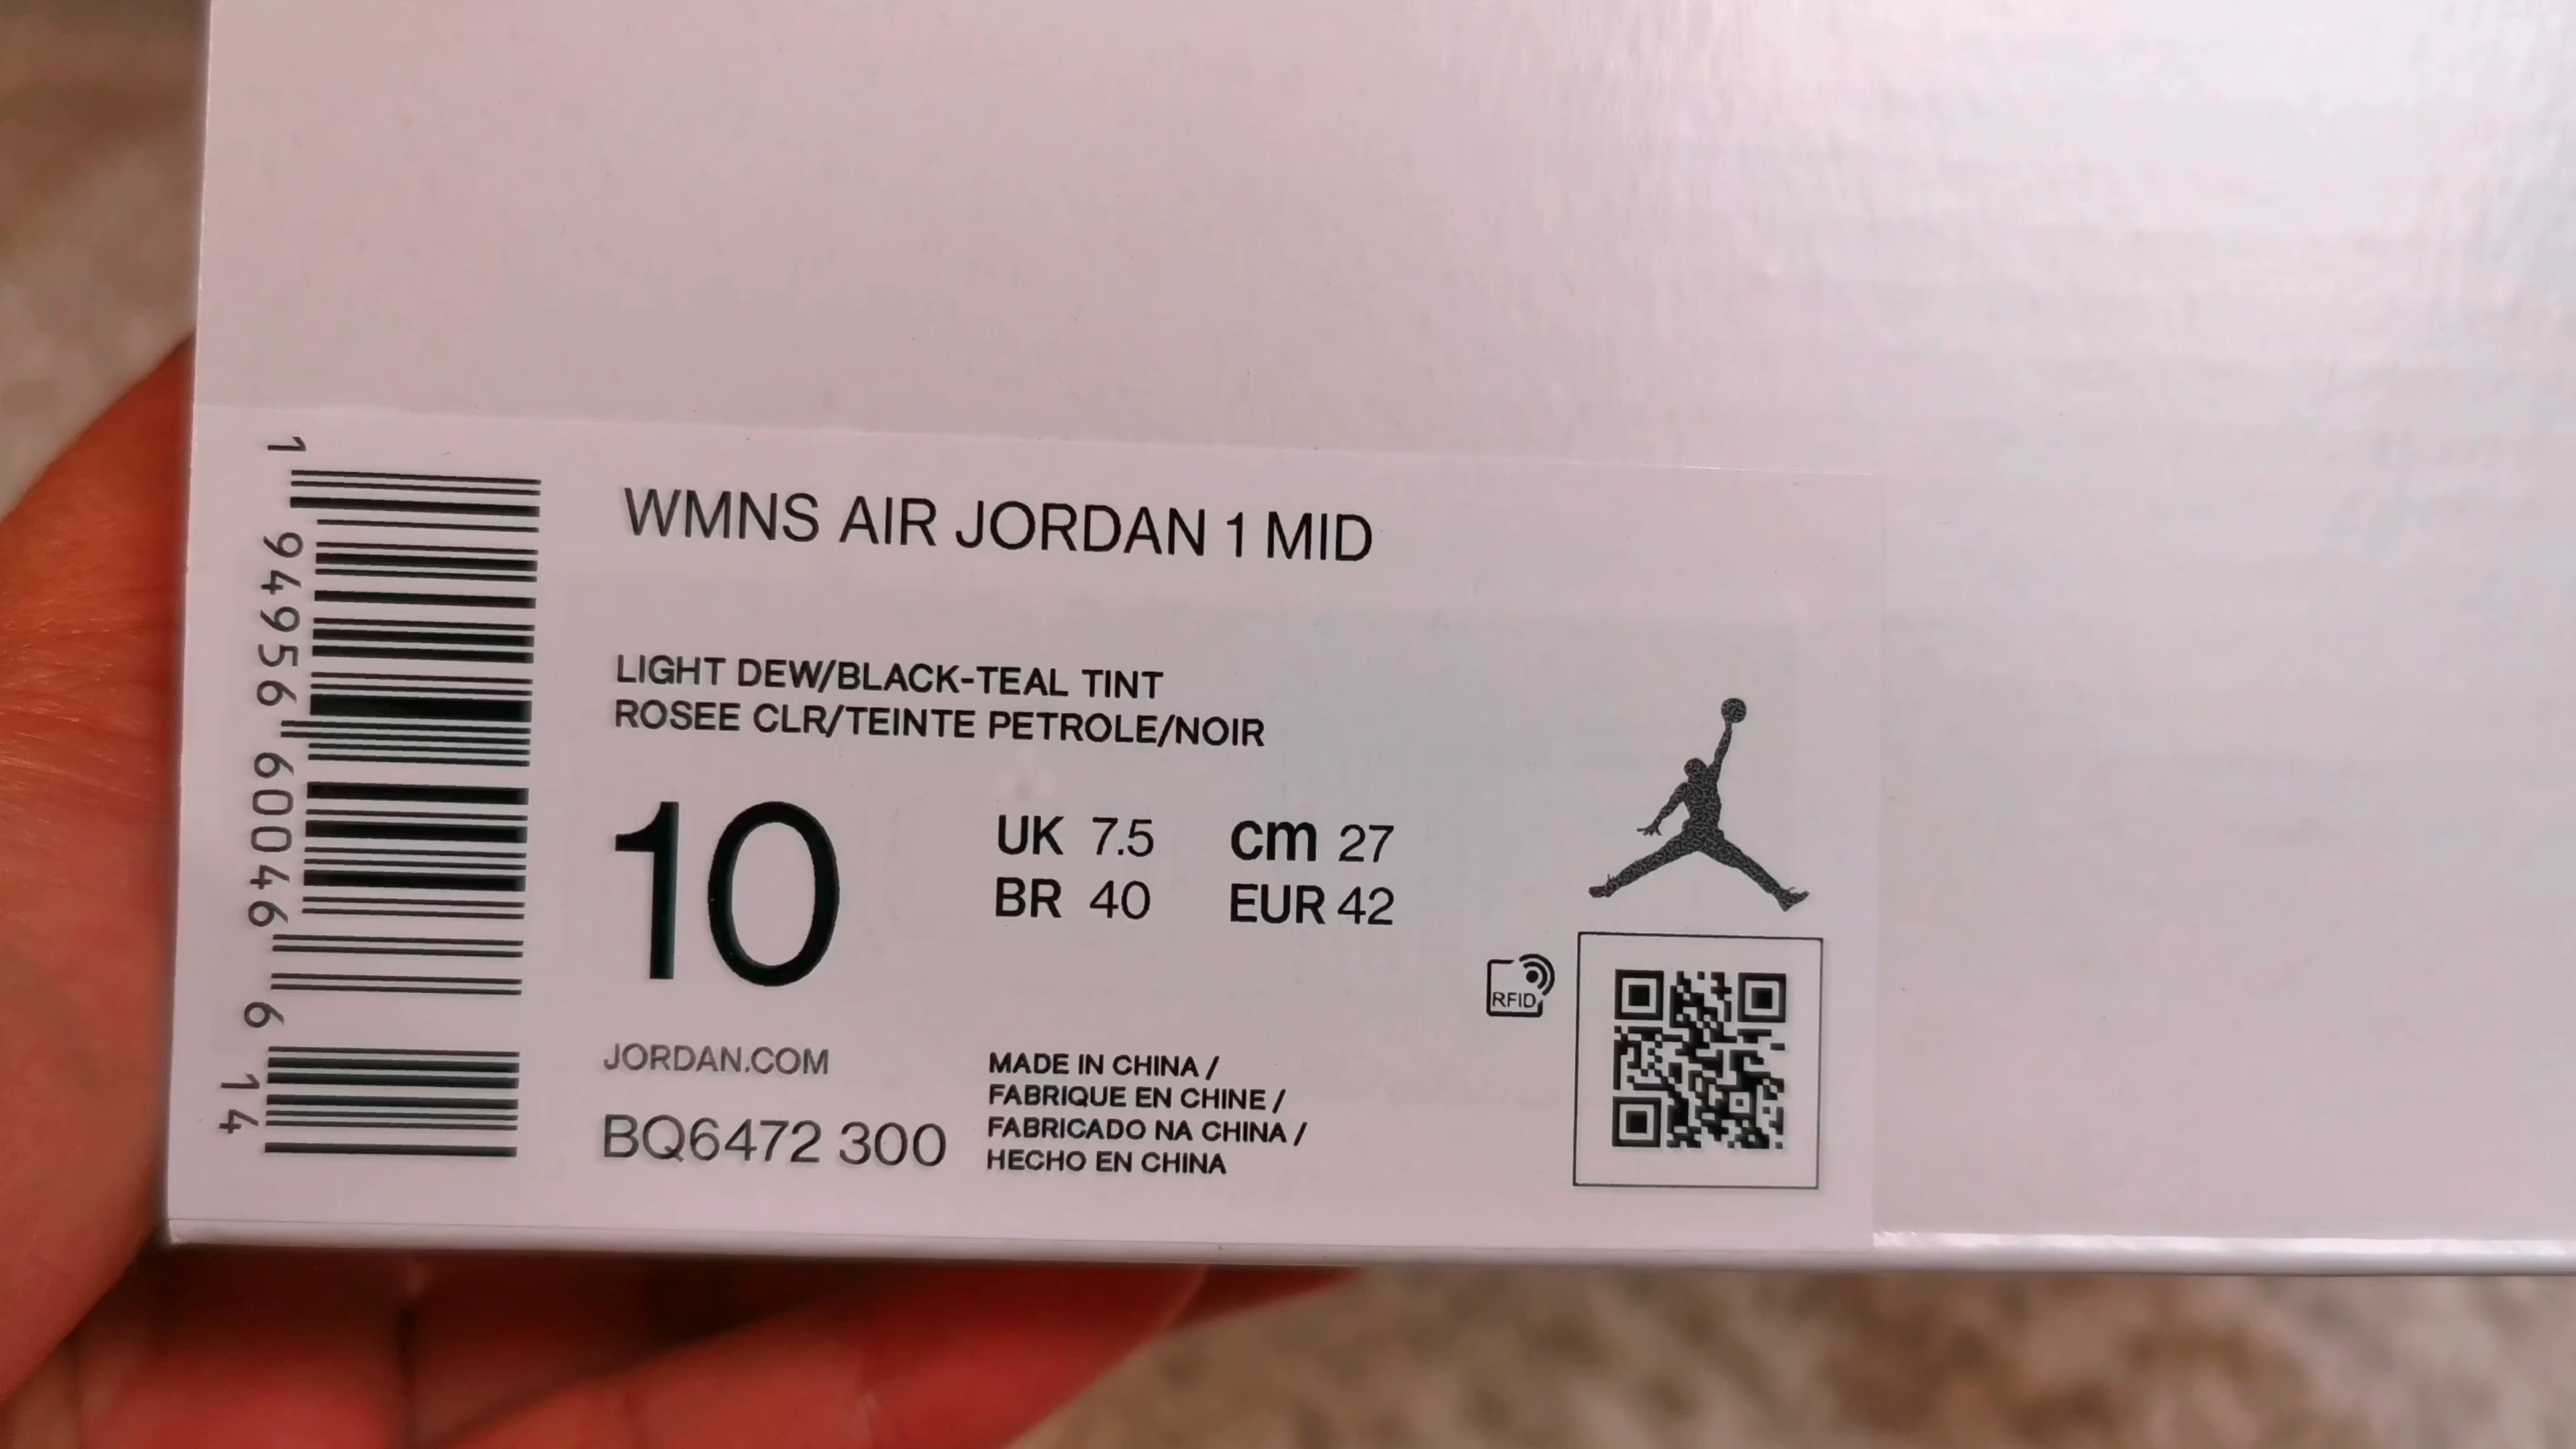 WMNS AIR JORDAN 1 MID
LIGHT DEW/BLACK-TEAL TINT
ROSEE CLR/TEINTE PETROLE/NOIR
10
UK 7.5 cm 27
BR 40 EUR 42
RFID
JORDAN.COM
BQ6472 300
MADE IN CHINA /
FABRIQUE EN CHINE /
FABRICADO NA CHINA /
HECHO EN CHINA
1 94956 60046 6 14